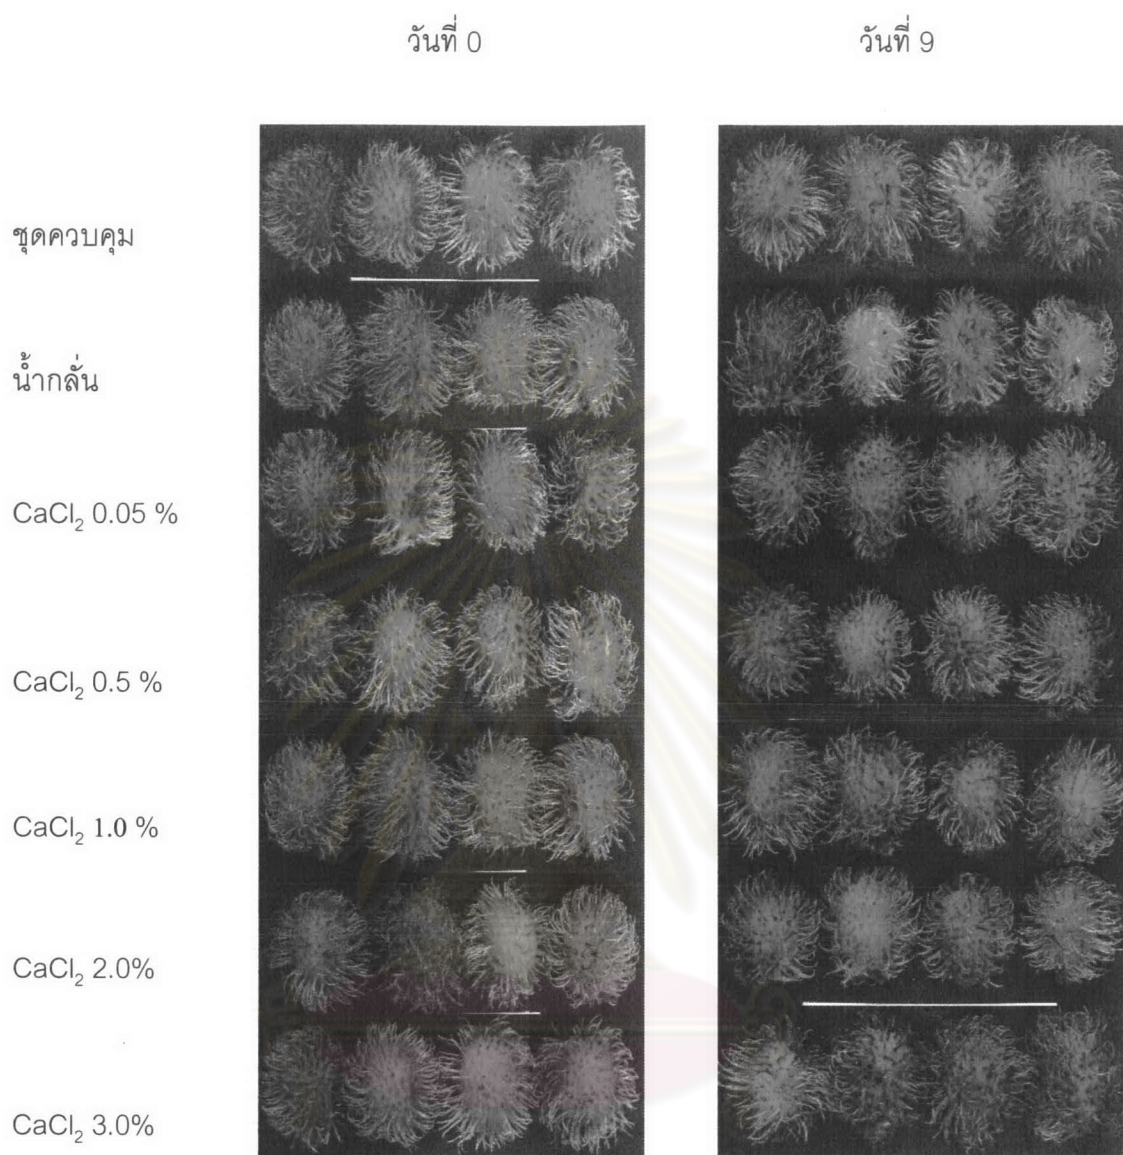 วันที่ 0 วันที่ 9
ชุดควบคุม
น้ำกลั่น
CaCl₂ 0.05 %
CaCl₂ 0.5 %
CaCl₂ 1.0 %
CaCl₂ 2.0%
CaCl₂ 3.0%